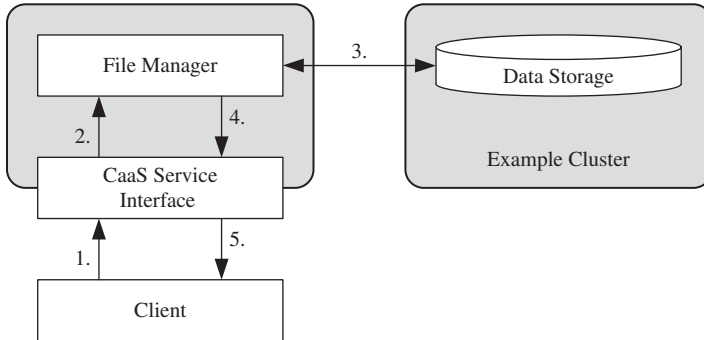 File Manager
3.
Data Storage
2.
4.
Example Cluster
CaaS Service
Interface
1.
5.
Client